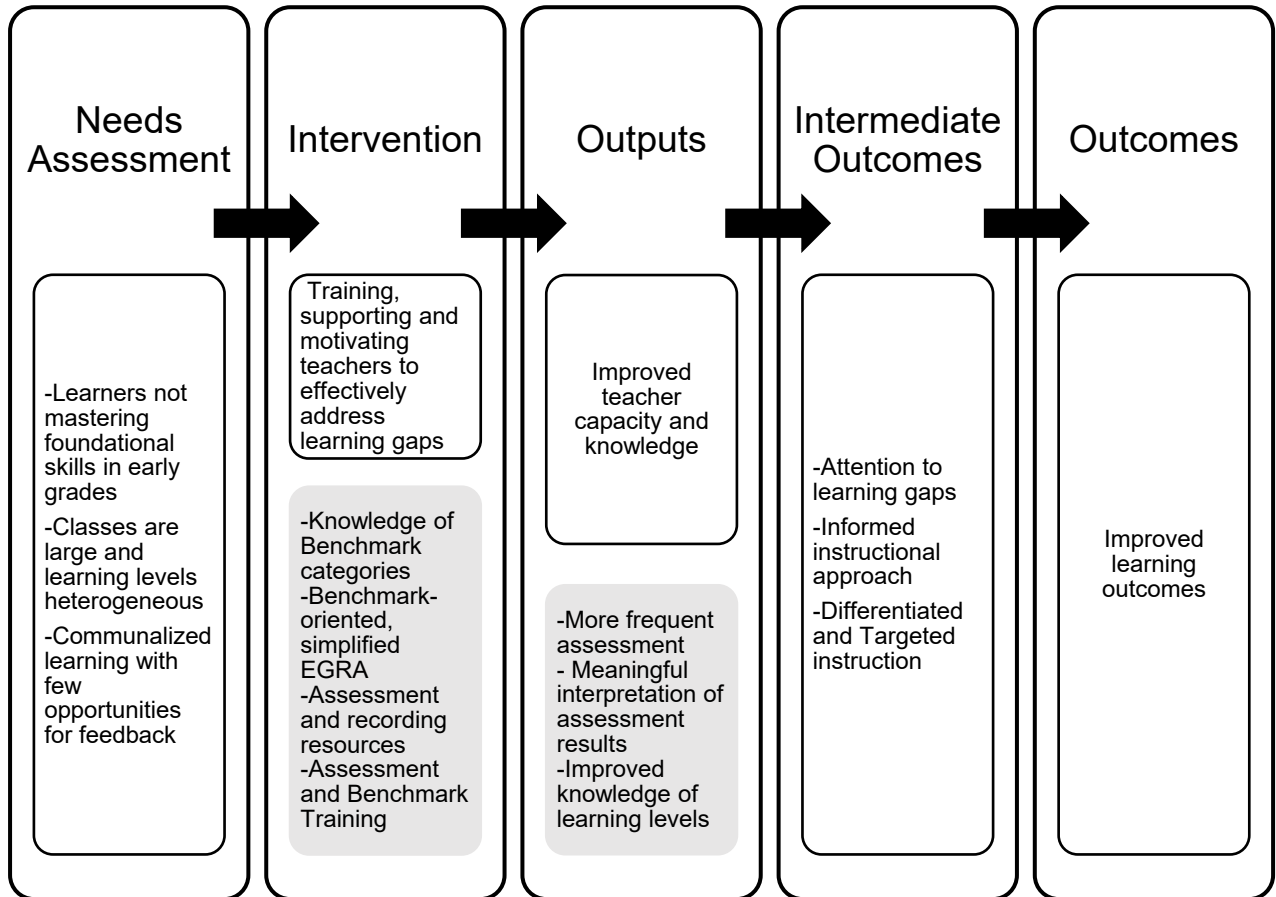 Needs
Assessment
-Learners not
mastering
foundational
skills in early
grades
-Classes are
large and
learning levels
heterogeneous
-Communalized
learning with
few
opportunities
for feedback
Intervention
Training,
supporting and
motivating
teachers to
effectively
address
learning gaps
-Knowledge of
Benchmark
categories
-Benchmark-
oriented,
simplified
EGRA
-Assessment
and recording
resources
-Assessment
and Benchmark
Training
Outputs
Improved
teacher
capacity and
knowledge
-More frequent
assessment
- Meaningful
interpretation of
assessment
results
-Improved
knowledge of
learning levels
Intermediate
Outcomes
-Attention to
learning gaps
-Informed
instructional
approach
-Differentiated
and Targeted
instruction
Outcomes
Improved
learning
outcomes